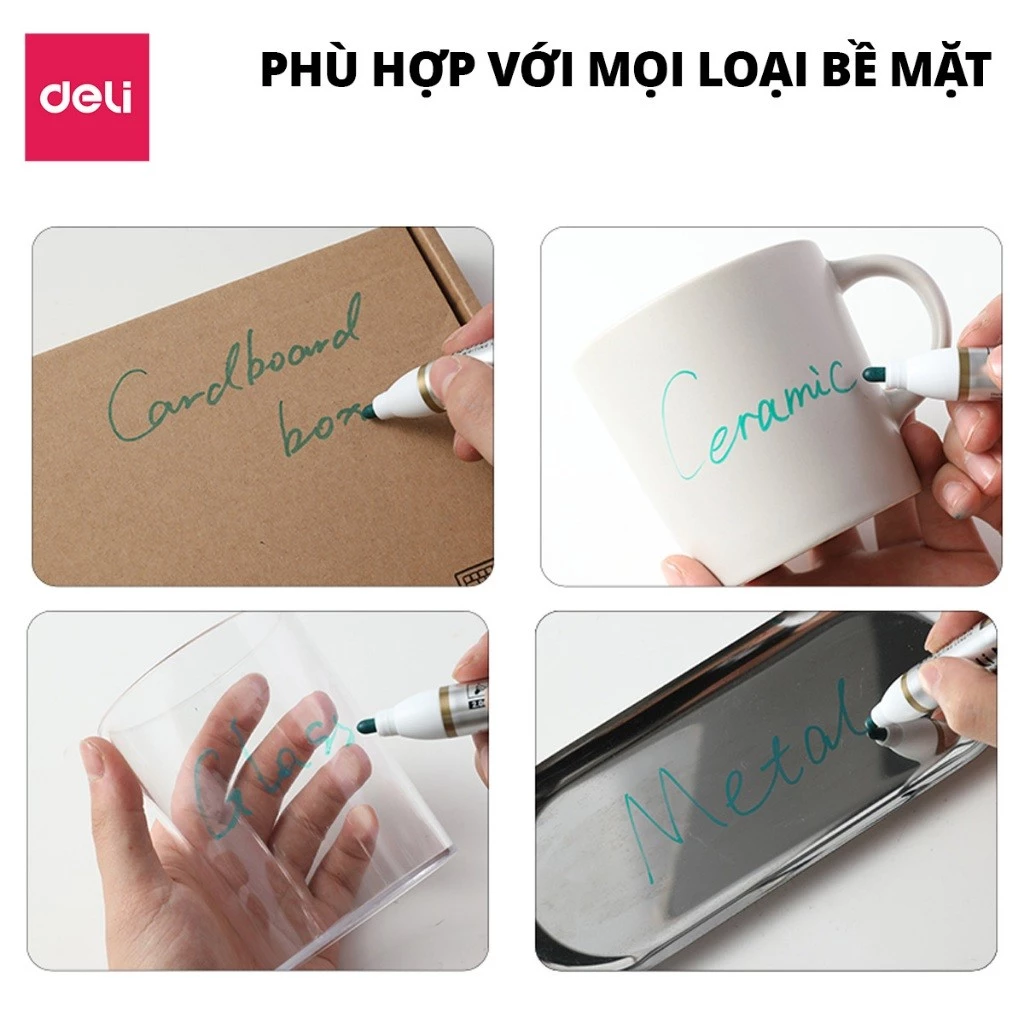 deli
PHÙ HỢP VỚI MỌI LOẠI BỀ MẶT
Cardboard
box
Ceramic
Glass
Metal